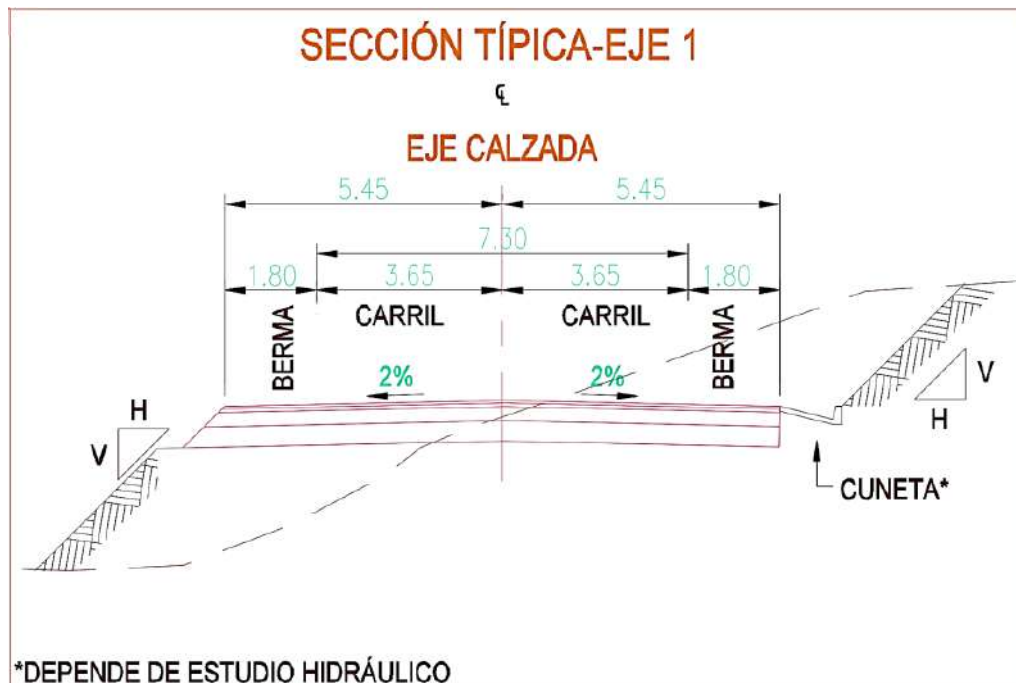 SECCIÓN TÍPICA-EJE 1
℄
EJE CALZADA
5.45 5.45
7.30
1.80 3.65 3.65 1.80
BERMA CARRIL CARRIL BERMA
2% 2%
H V
V H
CUNETA*
*DEPENDE DE ESTUDIO HIDRÁULICO